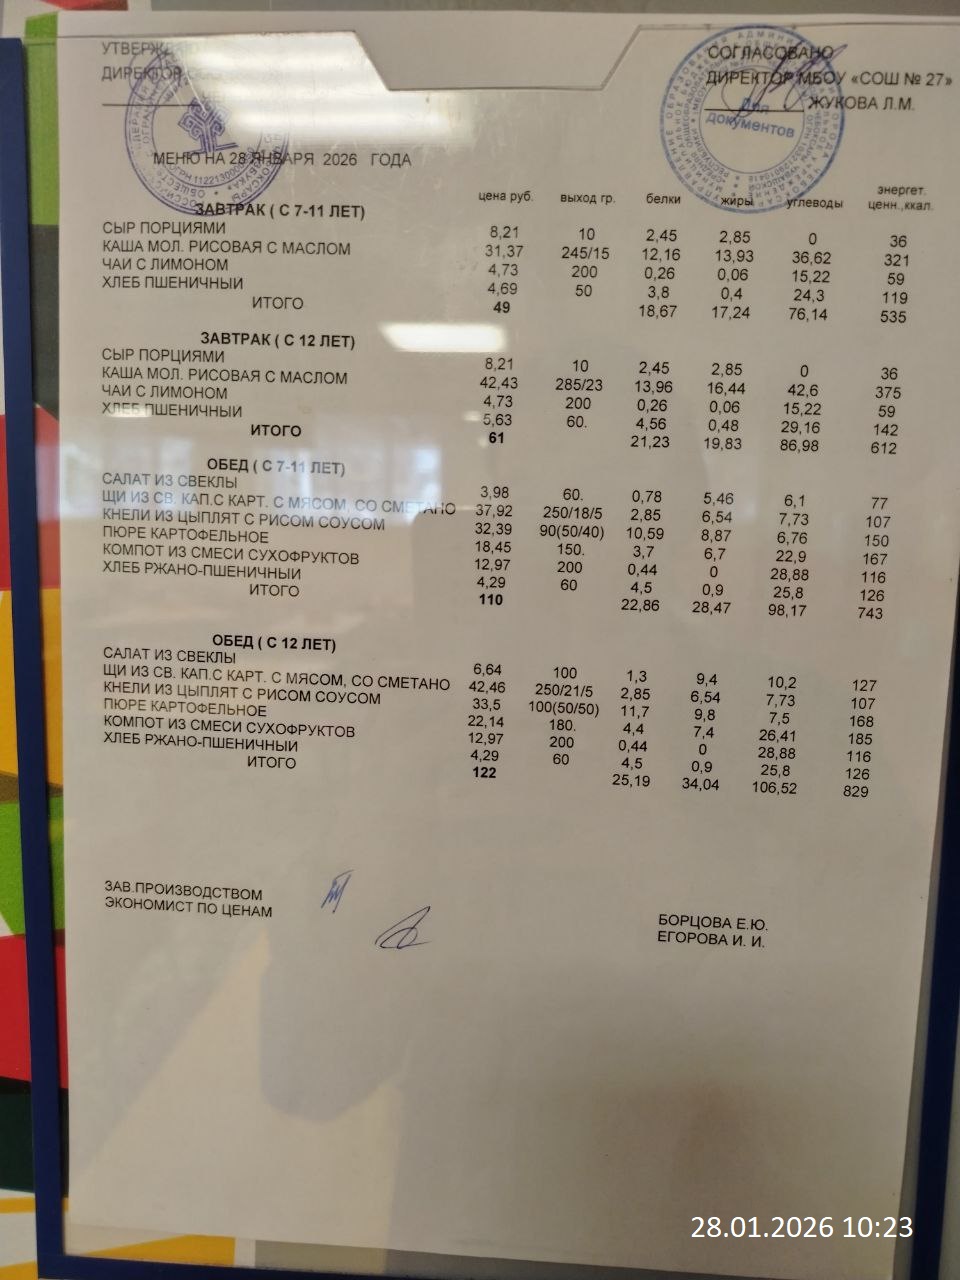 УТВЕРЖДАЮ
СОГЛАСОВАНО
ДИРЕКТОР ООО
ДИРЕКТОР МБОУ «СОШ № 27»
ЖУКОВА Л.М.
Для документов
МЕНЮ НА 28 ЯНВАРЯ 2026 ГОДА
цена руб. выход гр. белки жиры углеводы энергет. ценн.,ккал.
ЗАВТРАК ( С 7-11 ЛЕТ)
СЫР ПОРЦИЯМИ 8,21 10 2,45 2,85 0 36
КАША МОЛ. РИСОВАЯ С МАСЛОМ 31,37 245/15 12,16 13,93 36,62 321
ЧАЙ С ЛИМОНОМ 4,73 200 0,26 0,06 15,22 59
ХЛЕБ ПШЕНИЧНЫЙ 4,69 50 3,8 0,4 24,3 119
ИТОГО 49 18,67 17,24 76,14 535
ЗАВТРАК ( С 12 ЛЕТ)
СЫР ПОРЦИЯМИ 8,21 10 2,45 2,85 0 36
КАША МОЛ. РИСОВАЯ С МАСЛОМ 42,43 285/23 13,96 16,44 42,6 375
ЧАЙ С ЛИМОНОМ 4,73 200 0,26 0,06 15,22 59
ХЛЕБ ПШЕНИЧНЫЙ 5,63 60. 4,56 0,48 29,16 142
ИТОГО 61 21,23 19,83 86,98 612
ОБЕД ( С 7-11 ЛЕТ)
САЛАТ ИЗ СВЕКЛЫ 3,98 60. 0,78 5,46 6,1 77
ЩИ ИЗ СВ. КАП.С КАРТ. С МЯСОМ, СО СМЕТАНО 37,92 250/18/5 2,85 6,54 7,73 107
КНЕЛИ ИЗ ЦЫПЛЯТ С РИСОМ СОУСОМ 32,39 90(50/40) 10,59 8,87 6,76 150
ПЮРЕ КАРТОФЕЛЬНОЕ 18,45 150. 3,7 6,7 22,9 167
КОМПОТ ИЗ СМЕСИ СУХОФРУКТОВ 12,97 200 0,44 0 28,88 116
ХЛЕБ РЖАНО-ПШЕНИЧНЫЙ 4,29 60 4,5 0,9 25,8 126
ИТОГО 110 22,86 28,47 98,17 743
ОБЕД ( С 12 ЛЕТ)
САЛАТ ИЗ СВЕКЛЫ 6,64 100 1,3 9,4 10,2 127
ЩИ ИЗ СВ. КАП.С КАРТ. С МЯСОМ, СО СМЕТАНО 42,46 250/21/5 2,85 6,54 7,73 107
КНЕЛИ ИЗ ЦЫПЛЯТ С РИСОМ СОУСОМ 33,5 100(50/50) 11,7 9,8 7,5 168
ПЮРЕ КАРТОФЕЛЬНОЕ 22,14 180. 4,4 7,4 26,41 185
КОМПОТ ИЗ СМЕСИ СУХОФРУКТОВ 12,97 200 0,44 0 28,88 116
ХЛЕБ РЖАНО-ПШЕНИЧНЫЙ 4,29 60 4,5 0,9 25,8 126
ИТОГО 122 25,19 34,04 106,52 829
ЗАВ.ПРОИЗВОДСТВОМ БОРЦОВА Е.Ю.
ЭКОНОМИСТ ПО ЦЕНАМ ЕГОРОВА И. И.
28.01.2026 10:23